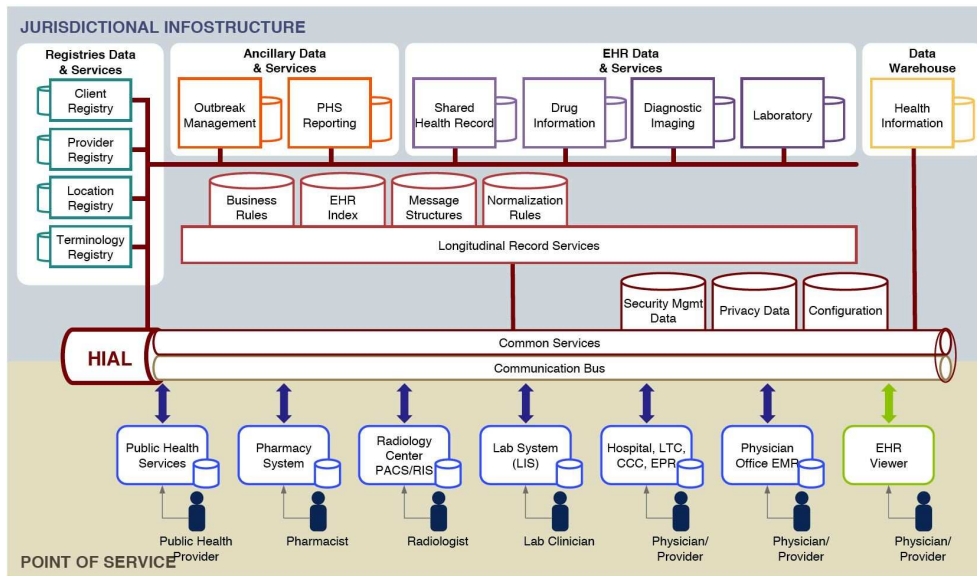 JURISDICTIONAL INFOSTRUCTURE
Registries Data
& Services
Client
Registry
Provider
Registry
Location
Registry
Terminology
Registry
Ancillary Data
& Services
Outbreak
Management
PHS
Reporting
EHR Data
& Services
Shared
Health Record
Drug
Information
Diagnostic
Imaging
Laboratory
Data
Warehouse
Health
Information
Business
Rules
EHR
Index
Message
Structures
Normalization
Rules
Longitudinal Record Services
Security Mgmt
Data
Privacy Data
Configuration
HIAL
Common Services
Communication Bus
Public Health
Services
Pharmacy
System
Radiology
Center
PACS/RIS
Lab System
(LIS)
Hospital, LTC,
CCC, EPR
Physician
Office EMR
EHR
Viewer
Public Health
Provider
Pharmacist
Radiologist
Lab Clinician
Physician/
Provider
Physician/
Provider
Physician/
Provider
POINT OF SERVICE